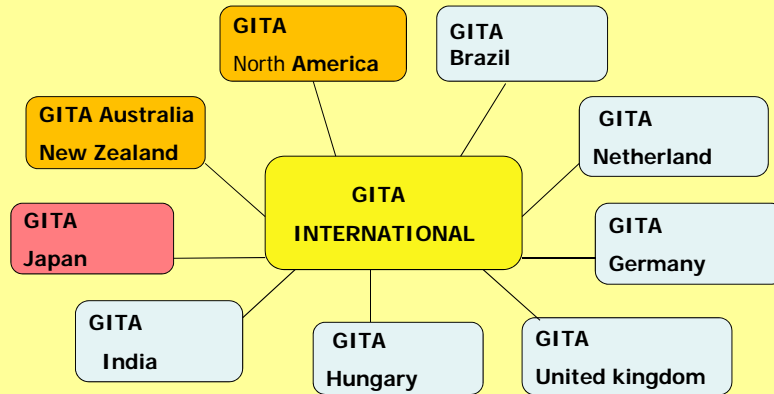 GITA
North America
GITA
Brazil
GITA Australia
New Zealand
GITA
Netherland
GITA
INTERNATIONAL
GITA
Japan
GITA
Germany
GITA
India
GITA
Hungary
GITA
United kingdom